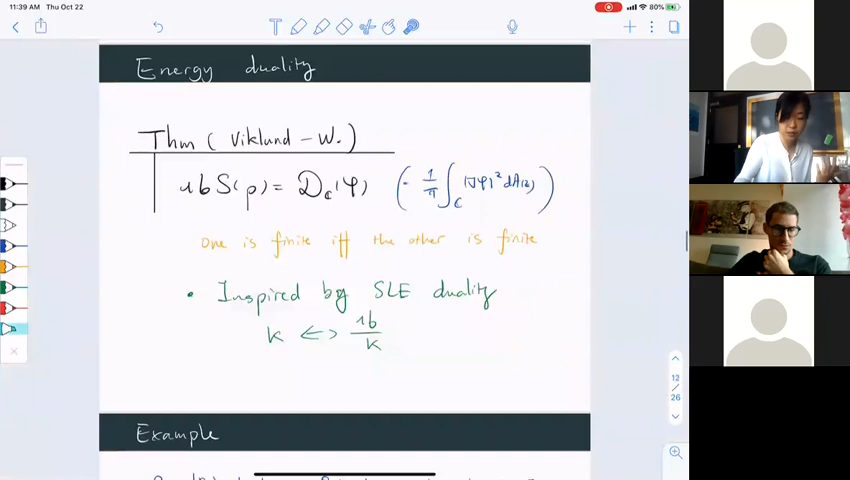 11:39 AM Thu Oct 22
80%
Energy duality
Thm (Viklund - W.)
16 S(ρ) = D_ℂ(φ) (= 1/π ∫_ℂ |∇φ|² dA(z))
One is finite iff the other is finite
• Inspired by SLE duality
κ <-> 16/κ
12
/
26
Example